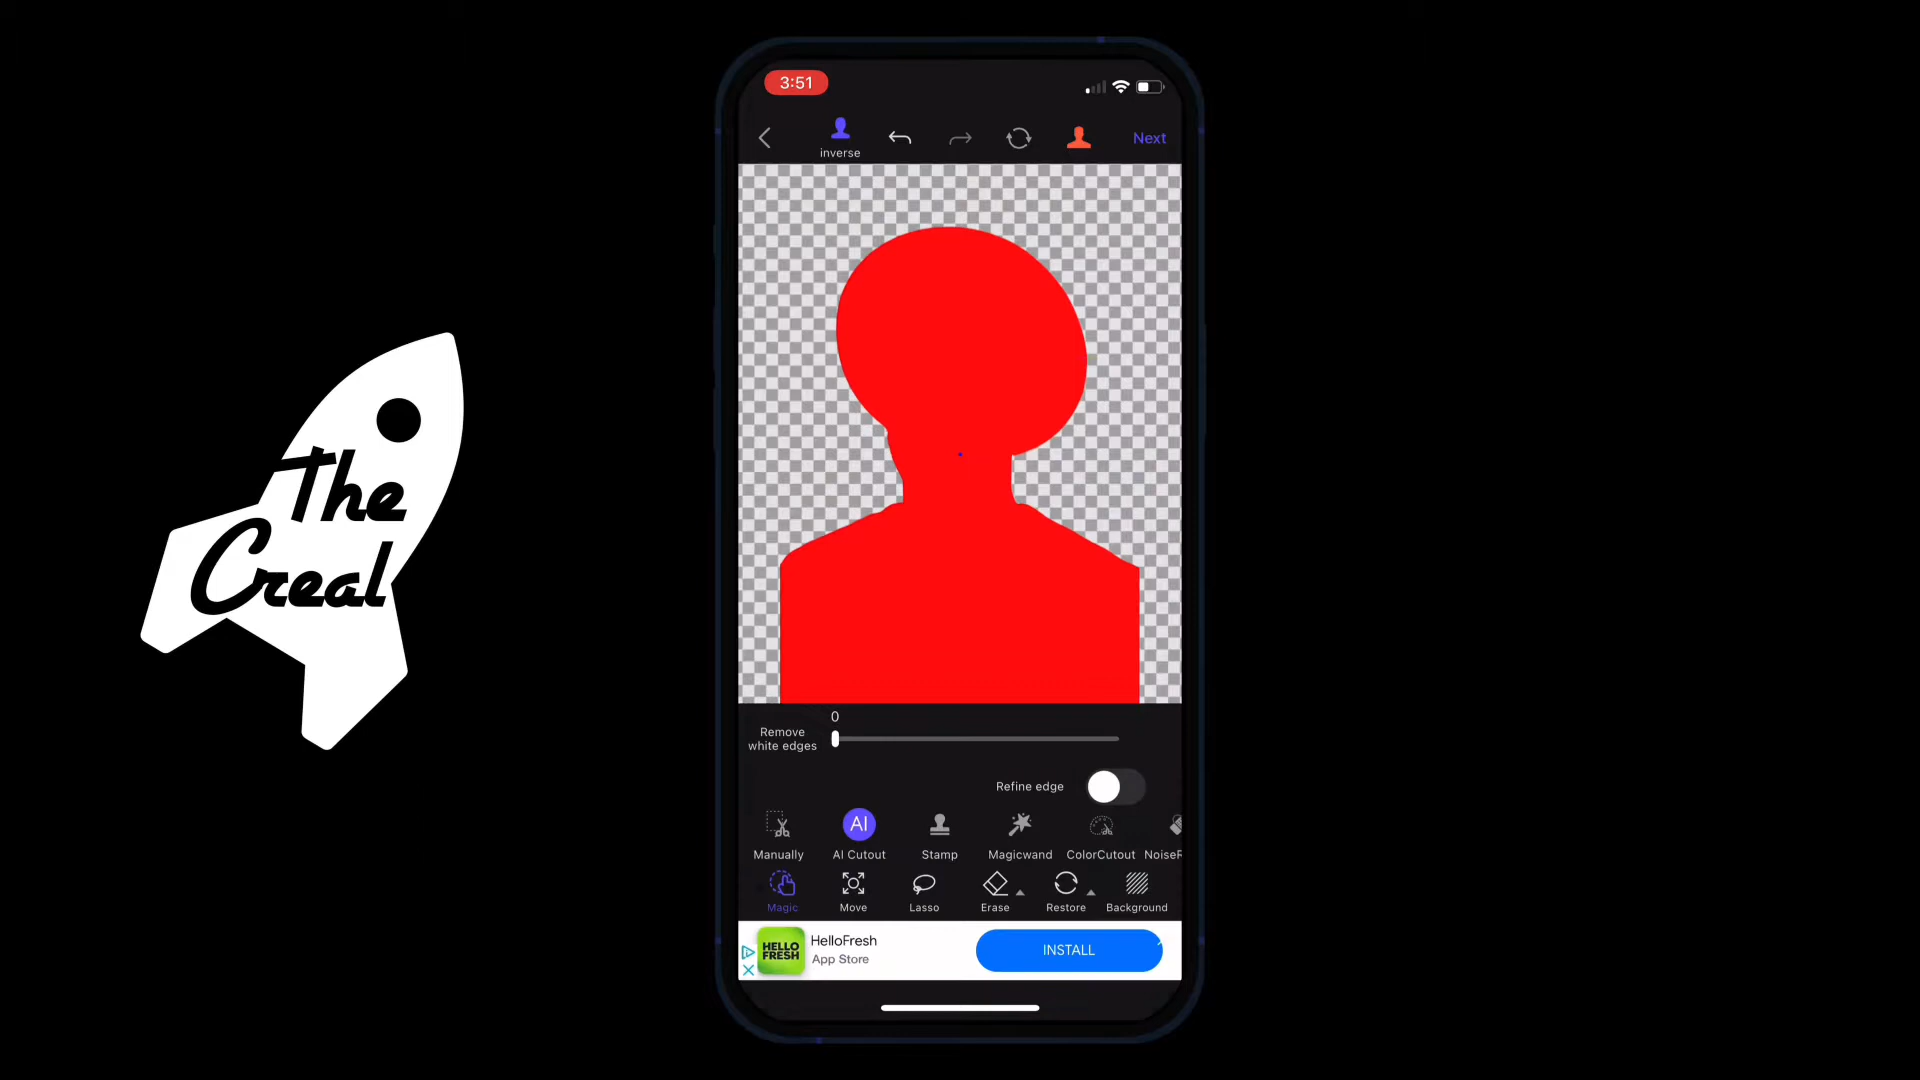 The
Creal
3:51
inverse
Next
0
Remove
white edges
Refine edge
AI
Manually
AI Cutout
Stamp
Magicwand
ColorCutout
NoiseR
Magic
Move
Lasso
Erase
Restore
Background
HELLO
FRESH
HelloFresh
App Store
INSTALL